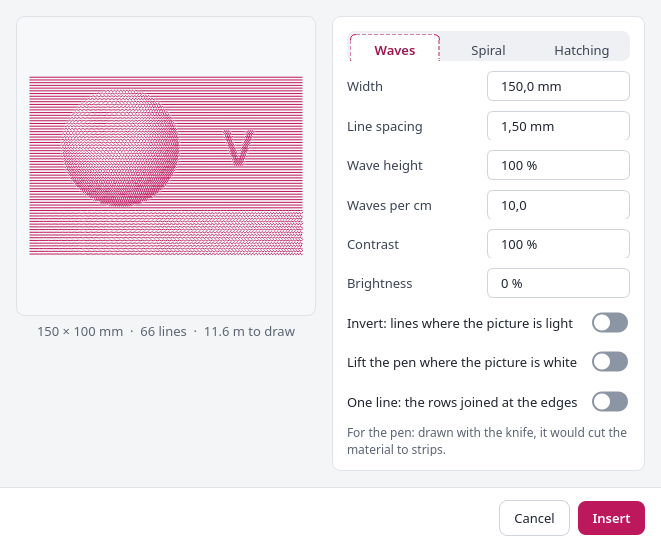 V
150 × 100 mm · 66 lines · 11.6 m to draw
Waves
Spiral
Hatching
Width
150,0 mm
Line spacing
1,50 mm
Wave height
100 %
Waves per cm
10,0
Contrast
100 %
Brightness
0 %
Invert: lines where the picture is light
Lift the pen where the picture is white
One line: the rows joined at the edges
For the pen: drawn with the knife, it would cut the
material to strips.
Cancel
Insert